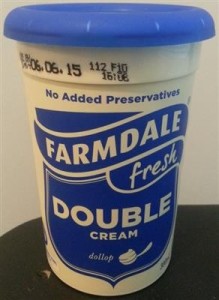 06.06.15 112 F10
16:06
No Added Preservatives
FARMDALE
fresh
DOUBLE
CREAM
dollop